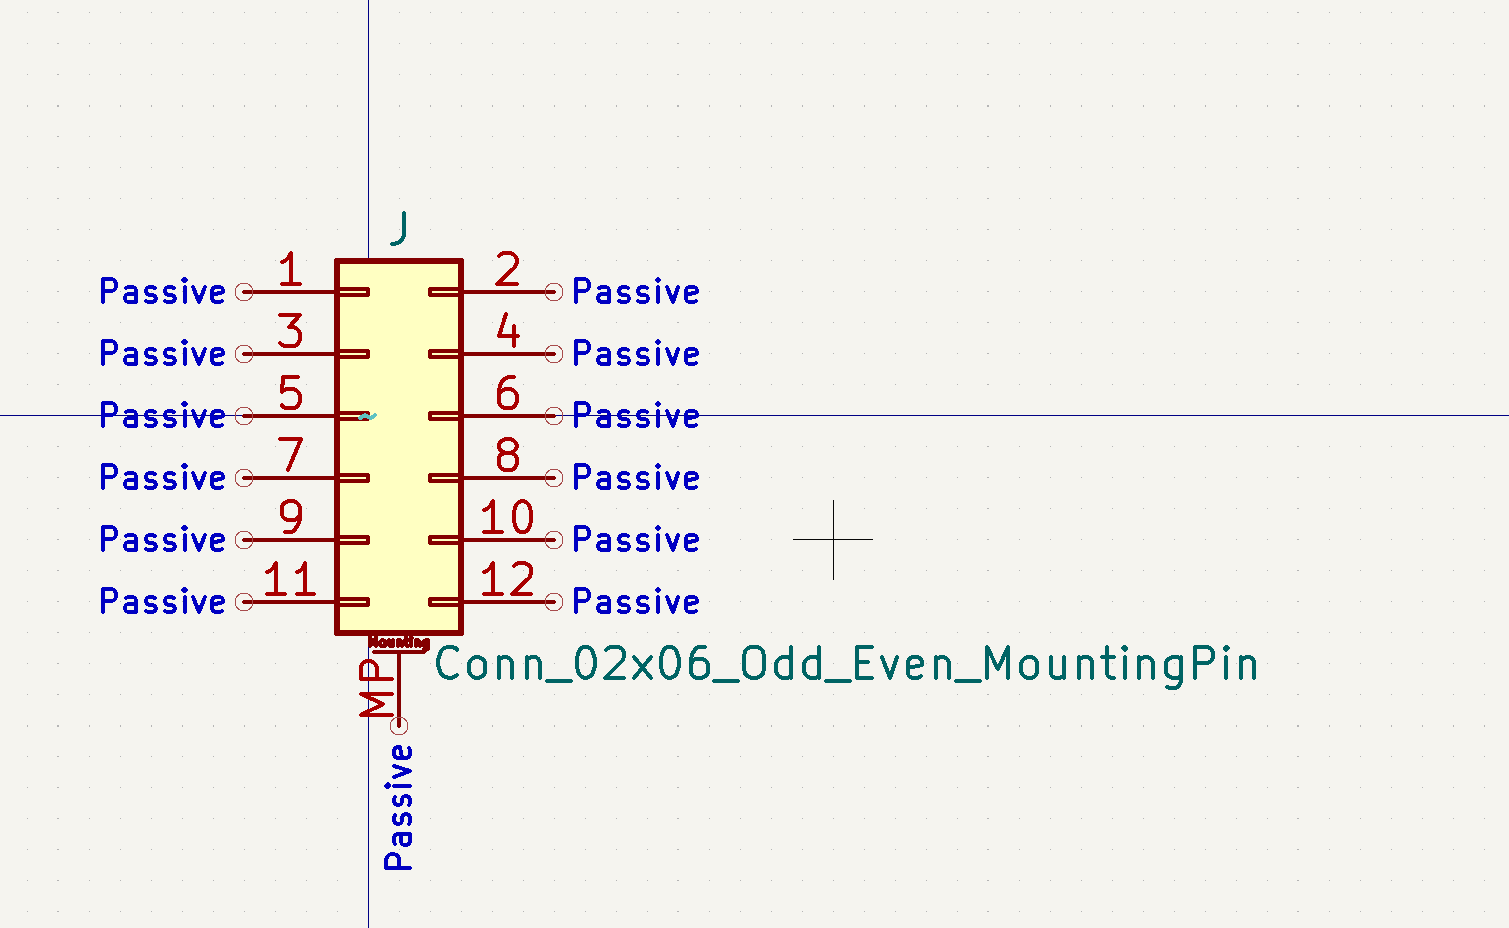 J
Passive 1 2 Passive
Passive 3 4 Passive
Passive 5 6 Passive
~
Passive 7 8 Passive
Passive 9 10 Passive
Passive 11 12 Passive
Mounting
MP
Conn_02x06_Odd_Even_MountingPin
Passive